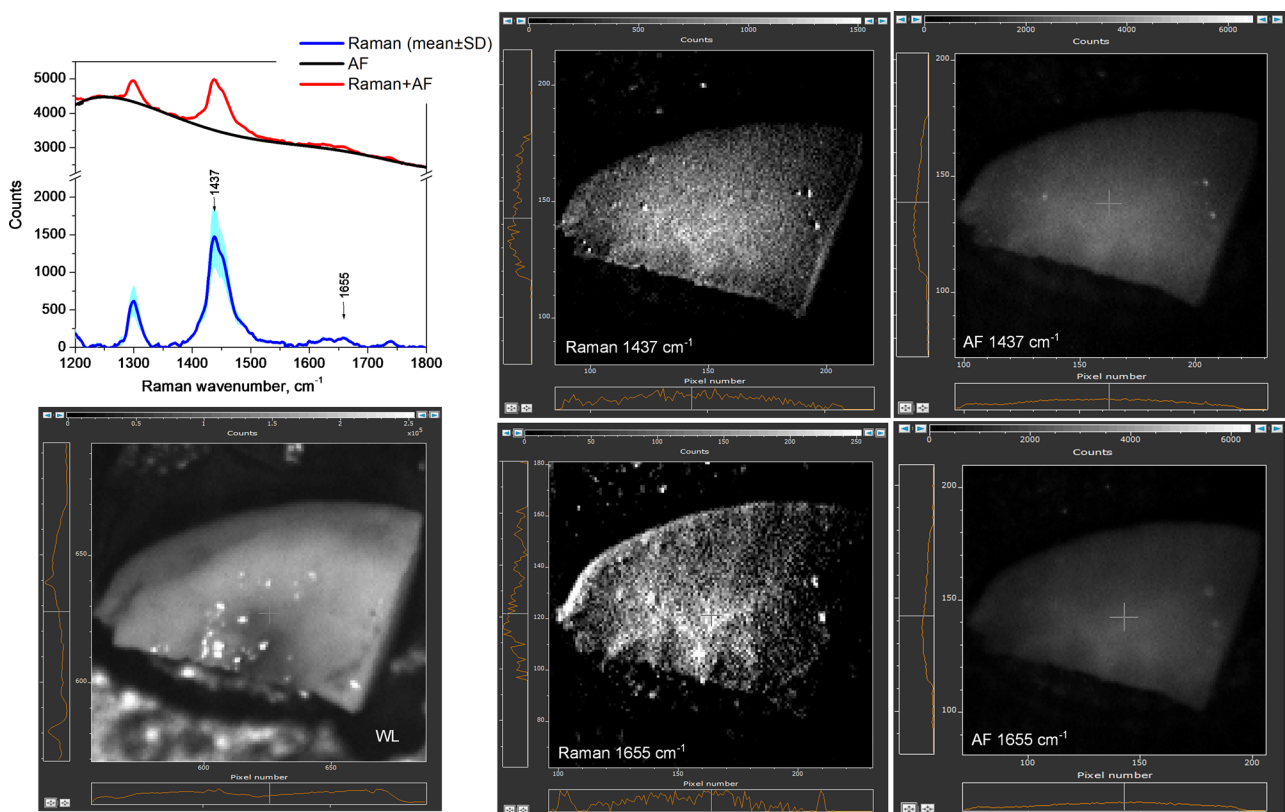 Raman (mean±SD)
AF
Raman+AF
5000
4000
3000
2000
1500
1000
500
0
Counts
1437
1655
1200 1300 1400 1500 1600 1700 1800
Raman wavenumber, cm⁻¹
0 500 1000 1500
Counts
200
150
100
Raman 1437 cm⁻¹
100 150 200
Pixel number
0 2000 4000 6000
Counts
200
150
100
AF 1437 cm⁻¹
100 150 200
Pixel number
0 0.5 1 1.5 2 2.5
Counts x10⁵
650
600
WL
600 650
Pixel number
0 50 100 150 200 250
Counts
180
160
140
120
100
80
Raman 1655 cm⁻¹
100 150 200
Pixel number
0 2000 4000 6000
Counts
200
150
100
AF 1655 cm⁻¹
100 150 200
Pixel number